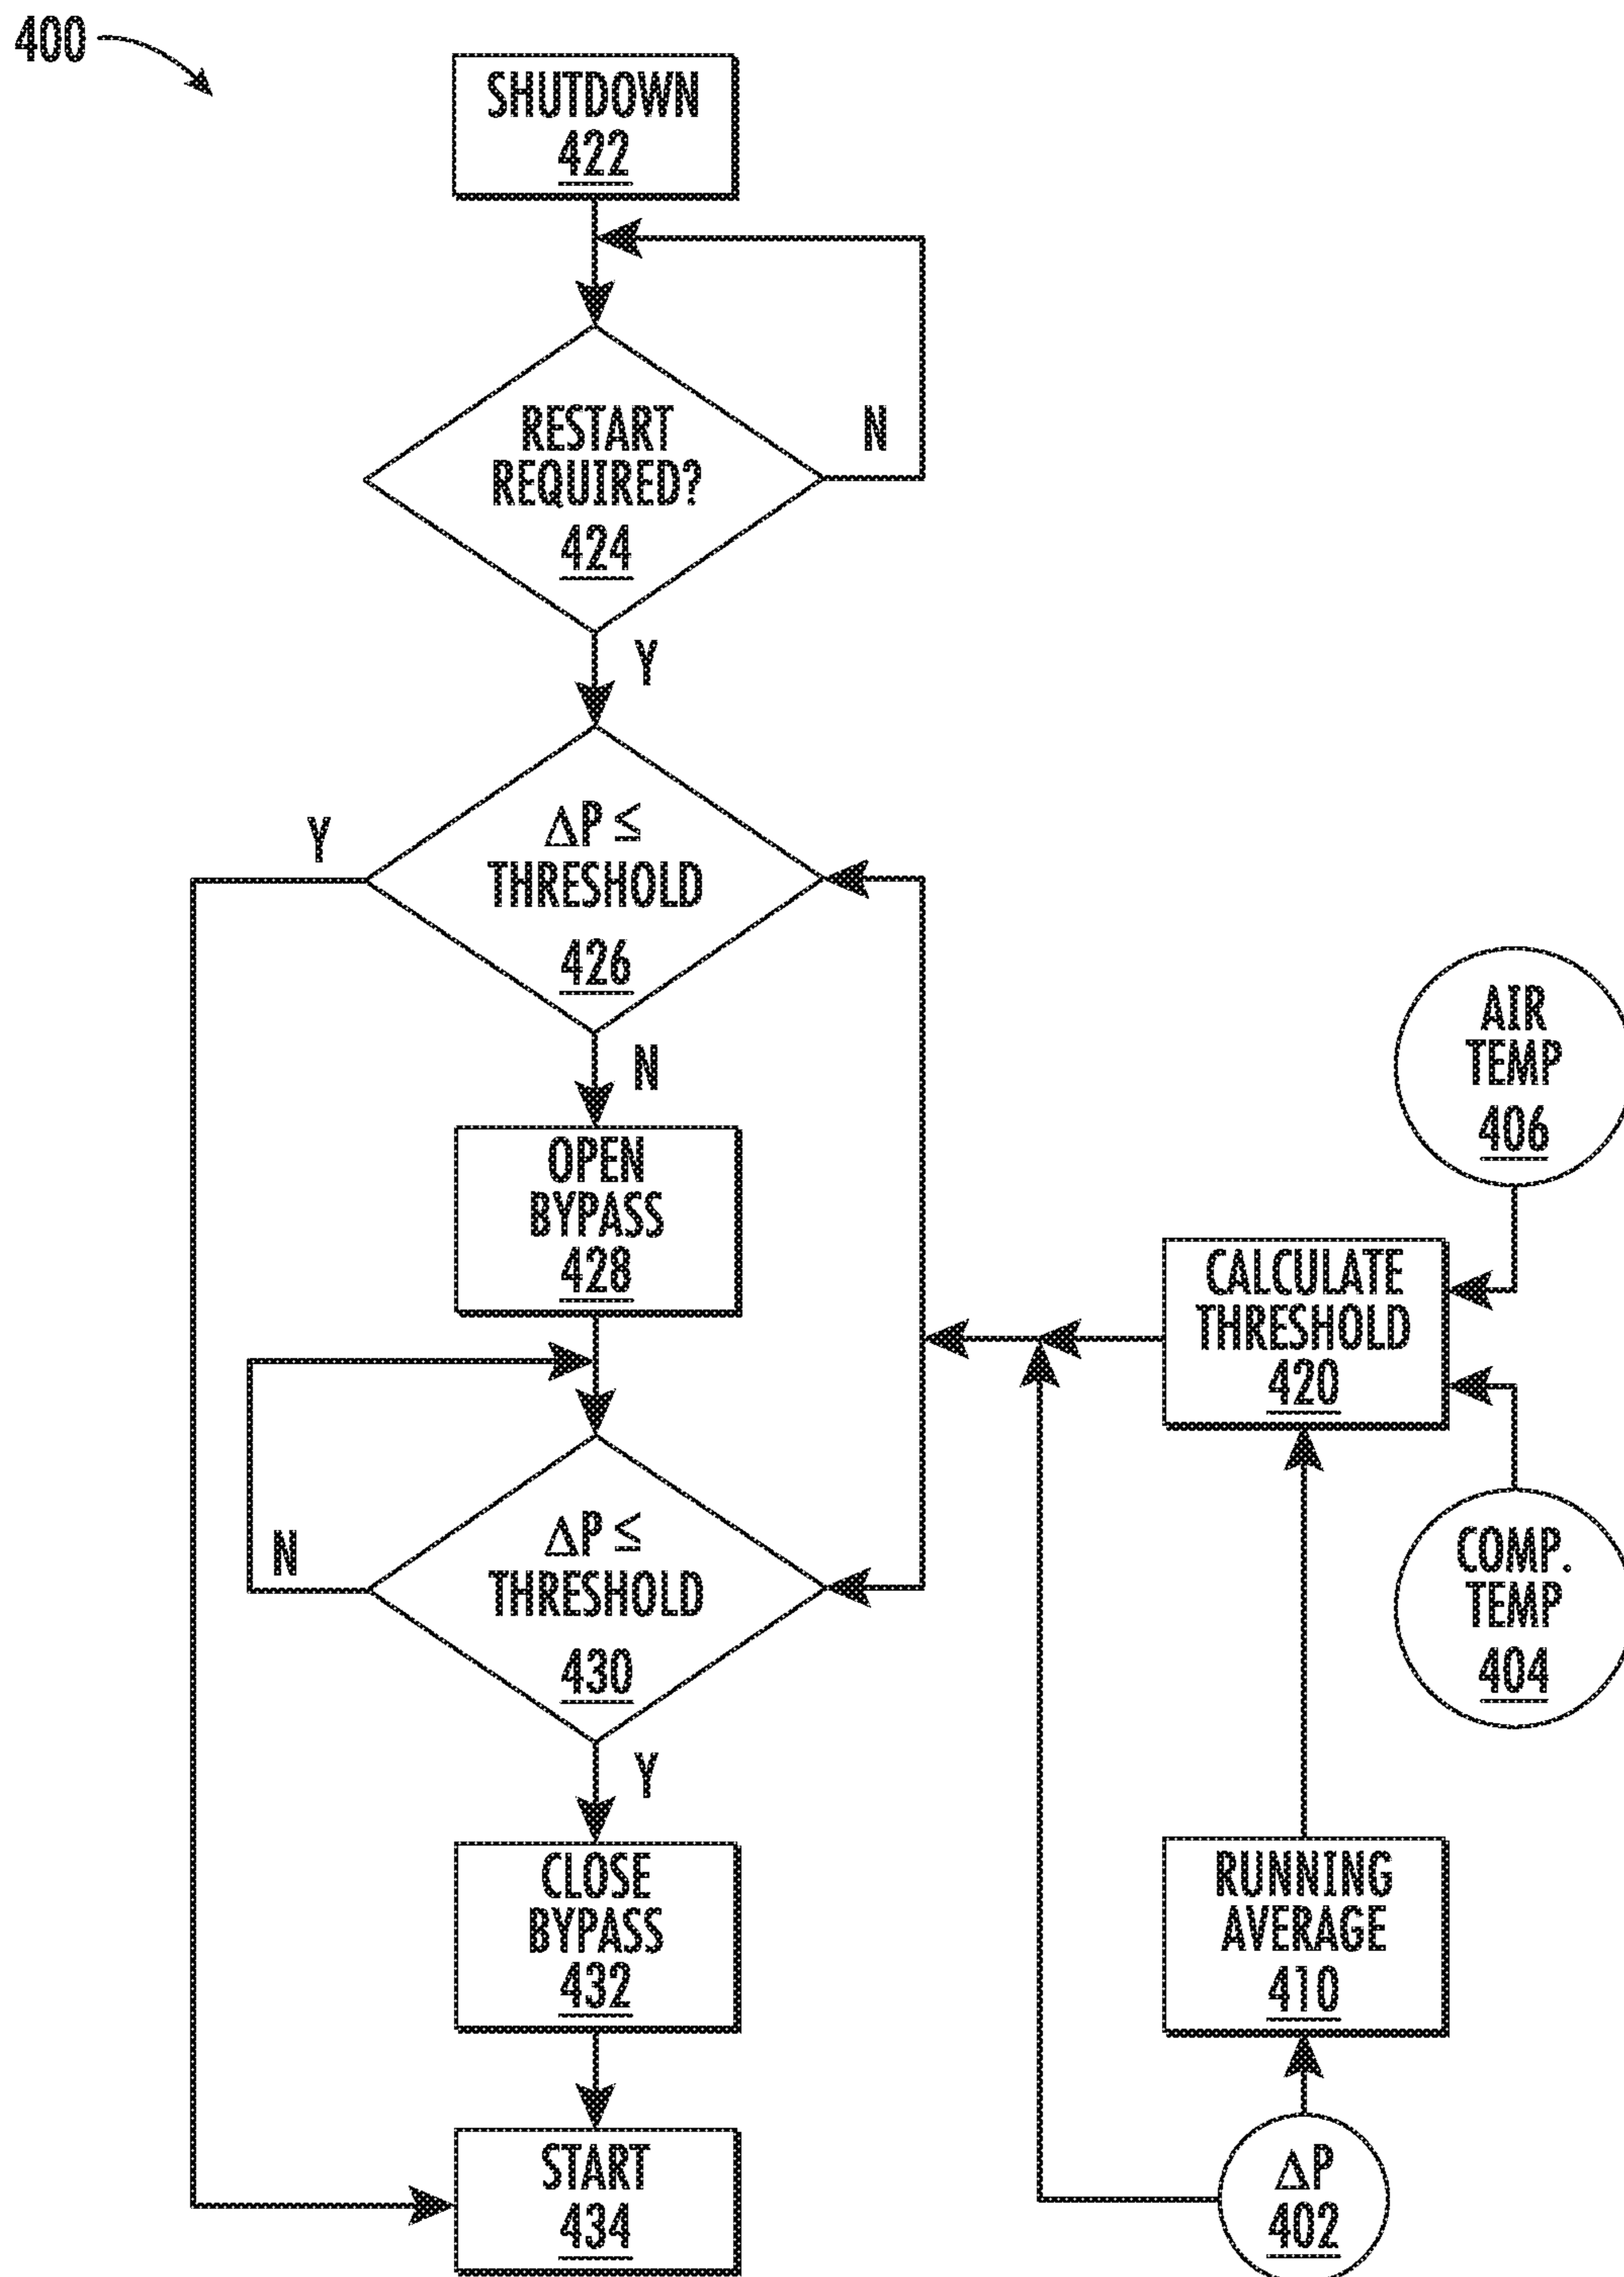 400
SHUTDOWN
422
RESTART
REQUIRED?
424
N
Y
ΔP ≤
THRESHOLD
426
Y
N
OPEN
BYPASS
428
ΔP ≤
THRESHOLD
430
N
Y
CLOSE
BYPASS
432
START
434
AIR
TEMP
406
CALCULATE
THRESHOLD
420
COMP.
TEMP
404
RUNNING
AVERAGE
410
ΔP
402